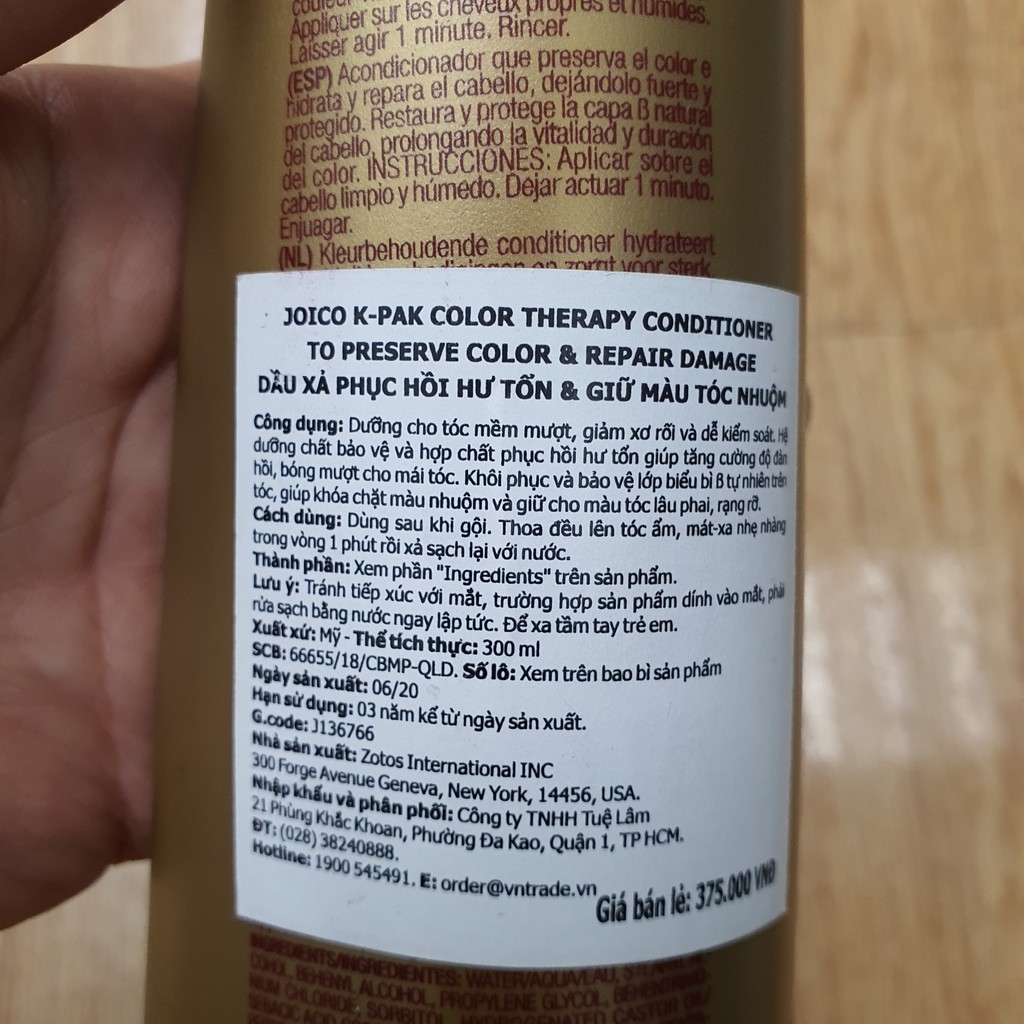 Appliquer sur les cheveux propres et humides.
Laisser agir 1 minute. Rincer.
(ESP) Acondicionador que preserva el color e
hidrata y repara el cabello, dejándolo fuerte y
protegido. Restaura y protege la capa ß natural
del cabello, prolongando la vitalidad y duración
del color. INSTRUCCIONES: Aplicar sobre el
cabello limpio y húmedo. Dejar actuar 1 minuto.
Enjuagar.
(NL) Kleurbehoudende conditioner hydrateert
en zorgt voor sterk
JOICO K-PAK COLOR THERAPY CONDITIONER
TO PRESERVE COLOR & REPAIR DAMAGE
DẦU XẢ PHỤC HỒI HƯ TỔN & GIỮ MÀU TÓC NHUỘM
Công dụng: Dưỡng cho tóc mềm mượt, giảm xơ rối và dễ kiểm soát. Hệ
dưỡng chất bảo vệ và hợp chất phục hồi hư tổn giúp tăng cường độ đàn
hồi, bóng mượt cho mái tóc. Khôi phục và bảo vệ lớp biểu bì ß tự nhiên trên
tóc, giúp khóa chặt màu nhuộm và giữ cho màu tóc lâu phai, rạng rỡ.
Cách dùng: Dùng sau khi gội. Thoa đều lên tóc ẩm, mát-xa nhẹ nhàng
trong vòng 1 phút rồi xả sạch lại với nước.
Thành phần: Xem phần "Ingredients" trên sản phẩm.
Lưu ý: Tránh tiếp xúc với mắt, trường hợp sản phẩm dính vào mắt, phải
rửa sạch bằng nước ngay lập tức. Để xa tầm tay trẻ em.
Xuất xứ: Mỹ - Thể tích thực: 300 ml
SCB: 66655/18/CBMP-QLD. Số lô: Xem trên bao bì sản phẩm
Ngày sản xuất: 06/20
Hạn sử dụng: 03 năm kể từ ngày sản xuất.
G.code: J136766
Nhà sản xuất: Zotos International INC
300 Forge Avenue Geneva, New York, 14456, USA.
Nhập khẩu và phân phối: Công ty TNHH Tuệ Lâm
21 Phùng Khắc Khoan, Phường Đa Kao, Quận 1, TP HCM.
ĐT: (028) 38240888.
Hotline: 1900 545491. E: order@vntrade.vn
Giá bán lẻ: 375.000 VNĐ
INGREDIENTS/INGREDIENTES: WATER/AQUA/EAU,
COHOL, BEHENYL ALCOHOL, PROPYLENE GLYCOL,
NIUM CHLORIDE, SORBITOL, HYDROGENATED CASTOR OIL/
SEBACIC ACID